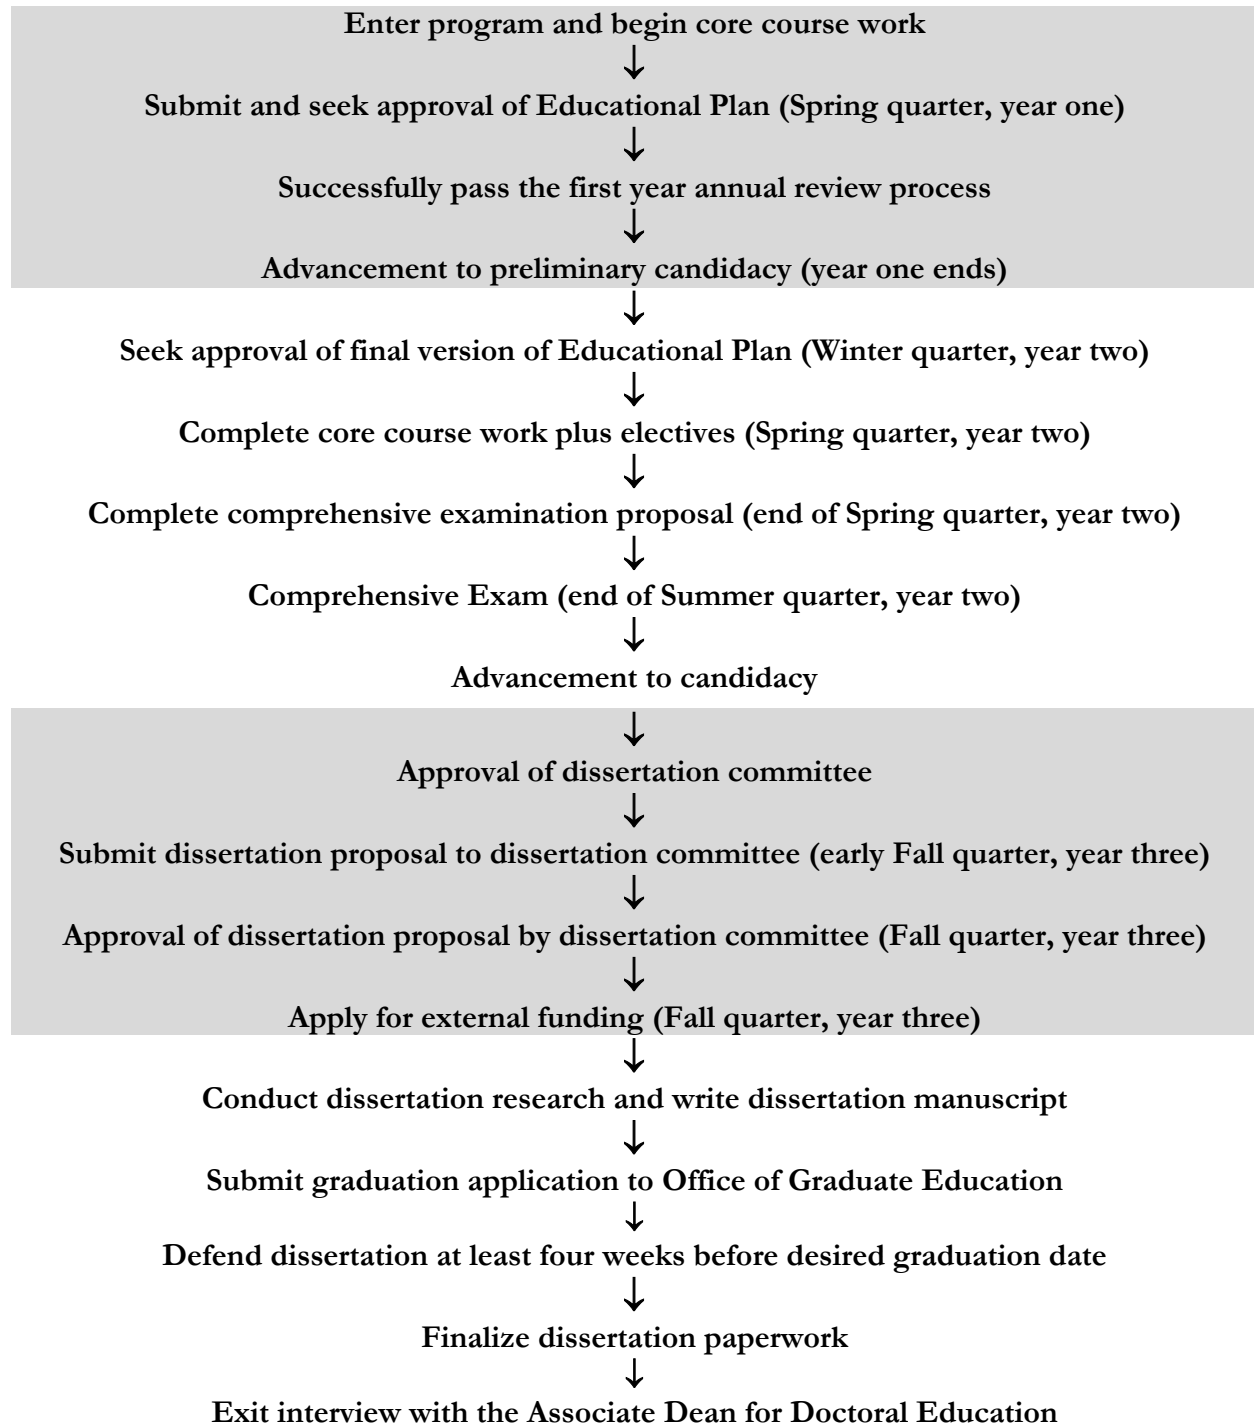 Enter program and begin core course work
↓
Submit and seek approval of Educational Plan (Spring quarter, year one)
↓
Successfully pass the first year annual review process
↓
Advancement to preliminary candidacy (year one ends)
↓
Seek approval of final version of Educational Plan (Winter quarter, year two)
↓
Complete core course work plus electives (Spring quarter, year two)
↓
Complete comprehensive examination proposal (end of Spring quarter, year two)
↓
Comprehensive Exam (end of Summer quarter, year two)
↓
Advancement to candidacy
↓
Approval of dissertation committee
↓
Submit dissertation proposal to dissertation committee (early Fall quarter, year three)
↓
Approval of dissertation proposal by dissertation committee (Fall quarter, year three)
↓
Apply for external funding (Fall quarter, year three)
↓
Conduct dissertation research and write dissertation manuscript
↓
Submit graduation application to Office of Graduate Education
↓
Defend dissertation at least four weeks before desired graduation date
↓
Finalize dissertation paperwork
↓
Exit interview with the Associate Dean for Doctoral Education